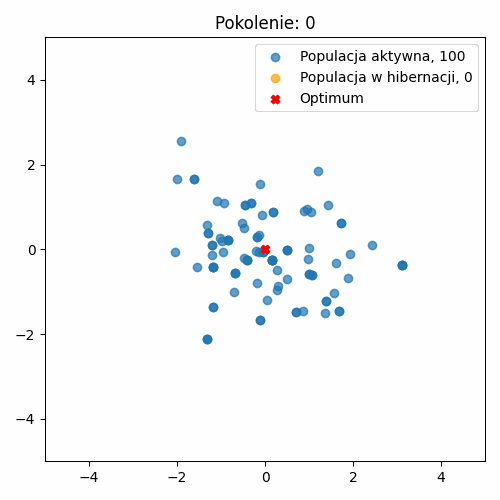 Pokolenie: 0
Populacja aktywna, 100
Populacja w hibernacji, 0
Optimum
4
2
0
−2
−4
−4 −2 0 2 4